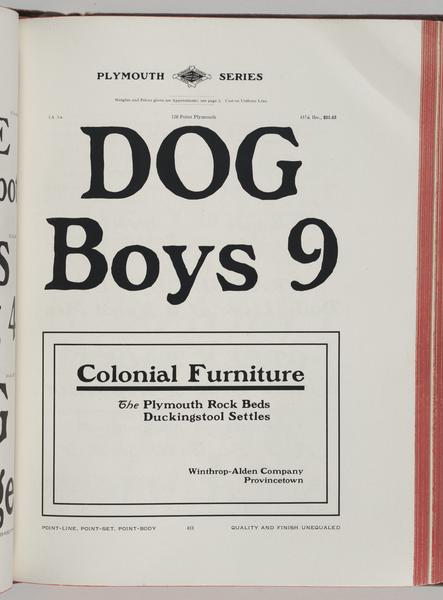 PLYMOUTH SERIES
Weights and Prices given are Approximate; see page 2. Cast on Uniform Line.
120 Point Plymouth
DOG
Boys 9
Colonial Furniture
The Plymouth Rock Beds
Duckingstool Settles
Winthrop-Alden Company
Provincetown
POINT-LINE, POINT-SET, POINT-BODY
QUALITY AND FINISH UNEQUALED